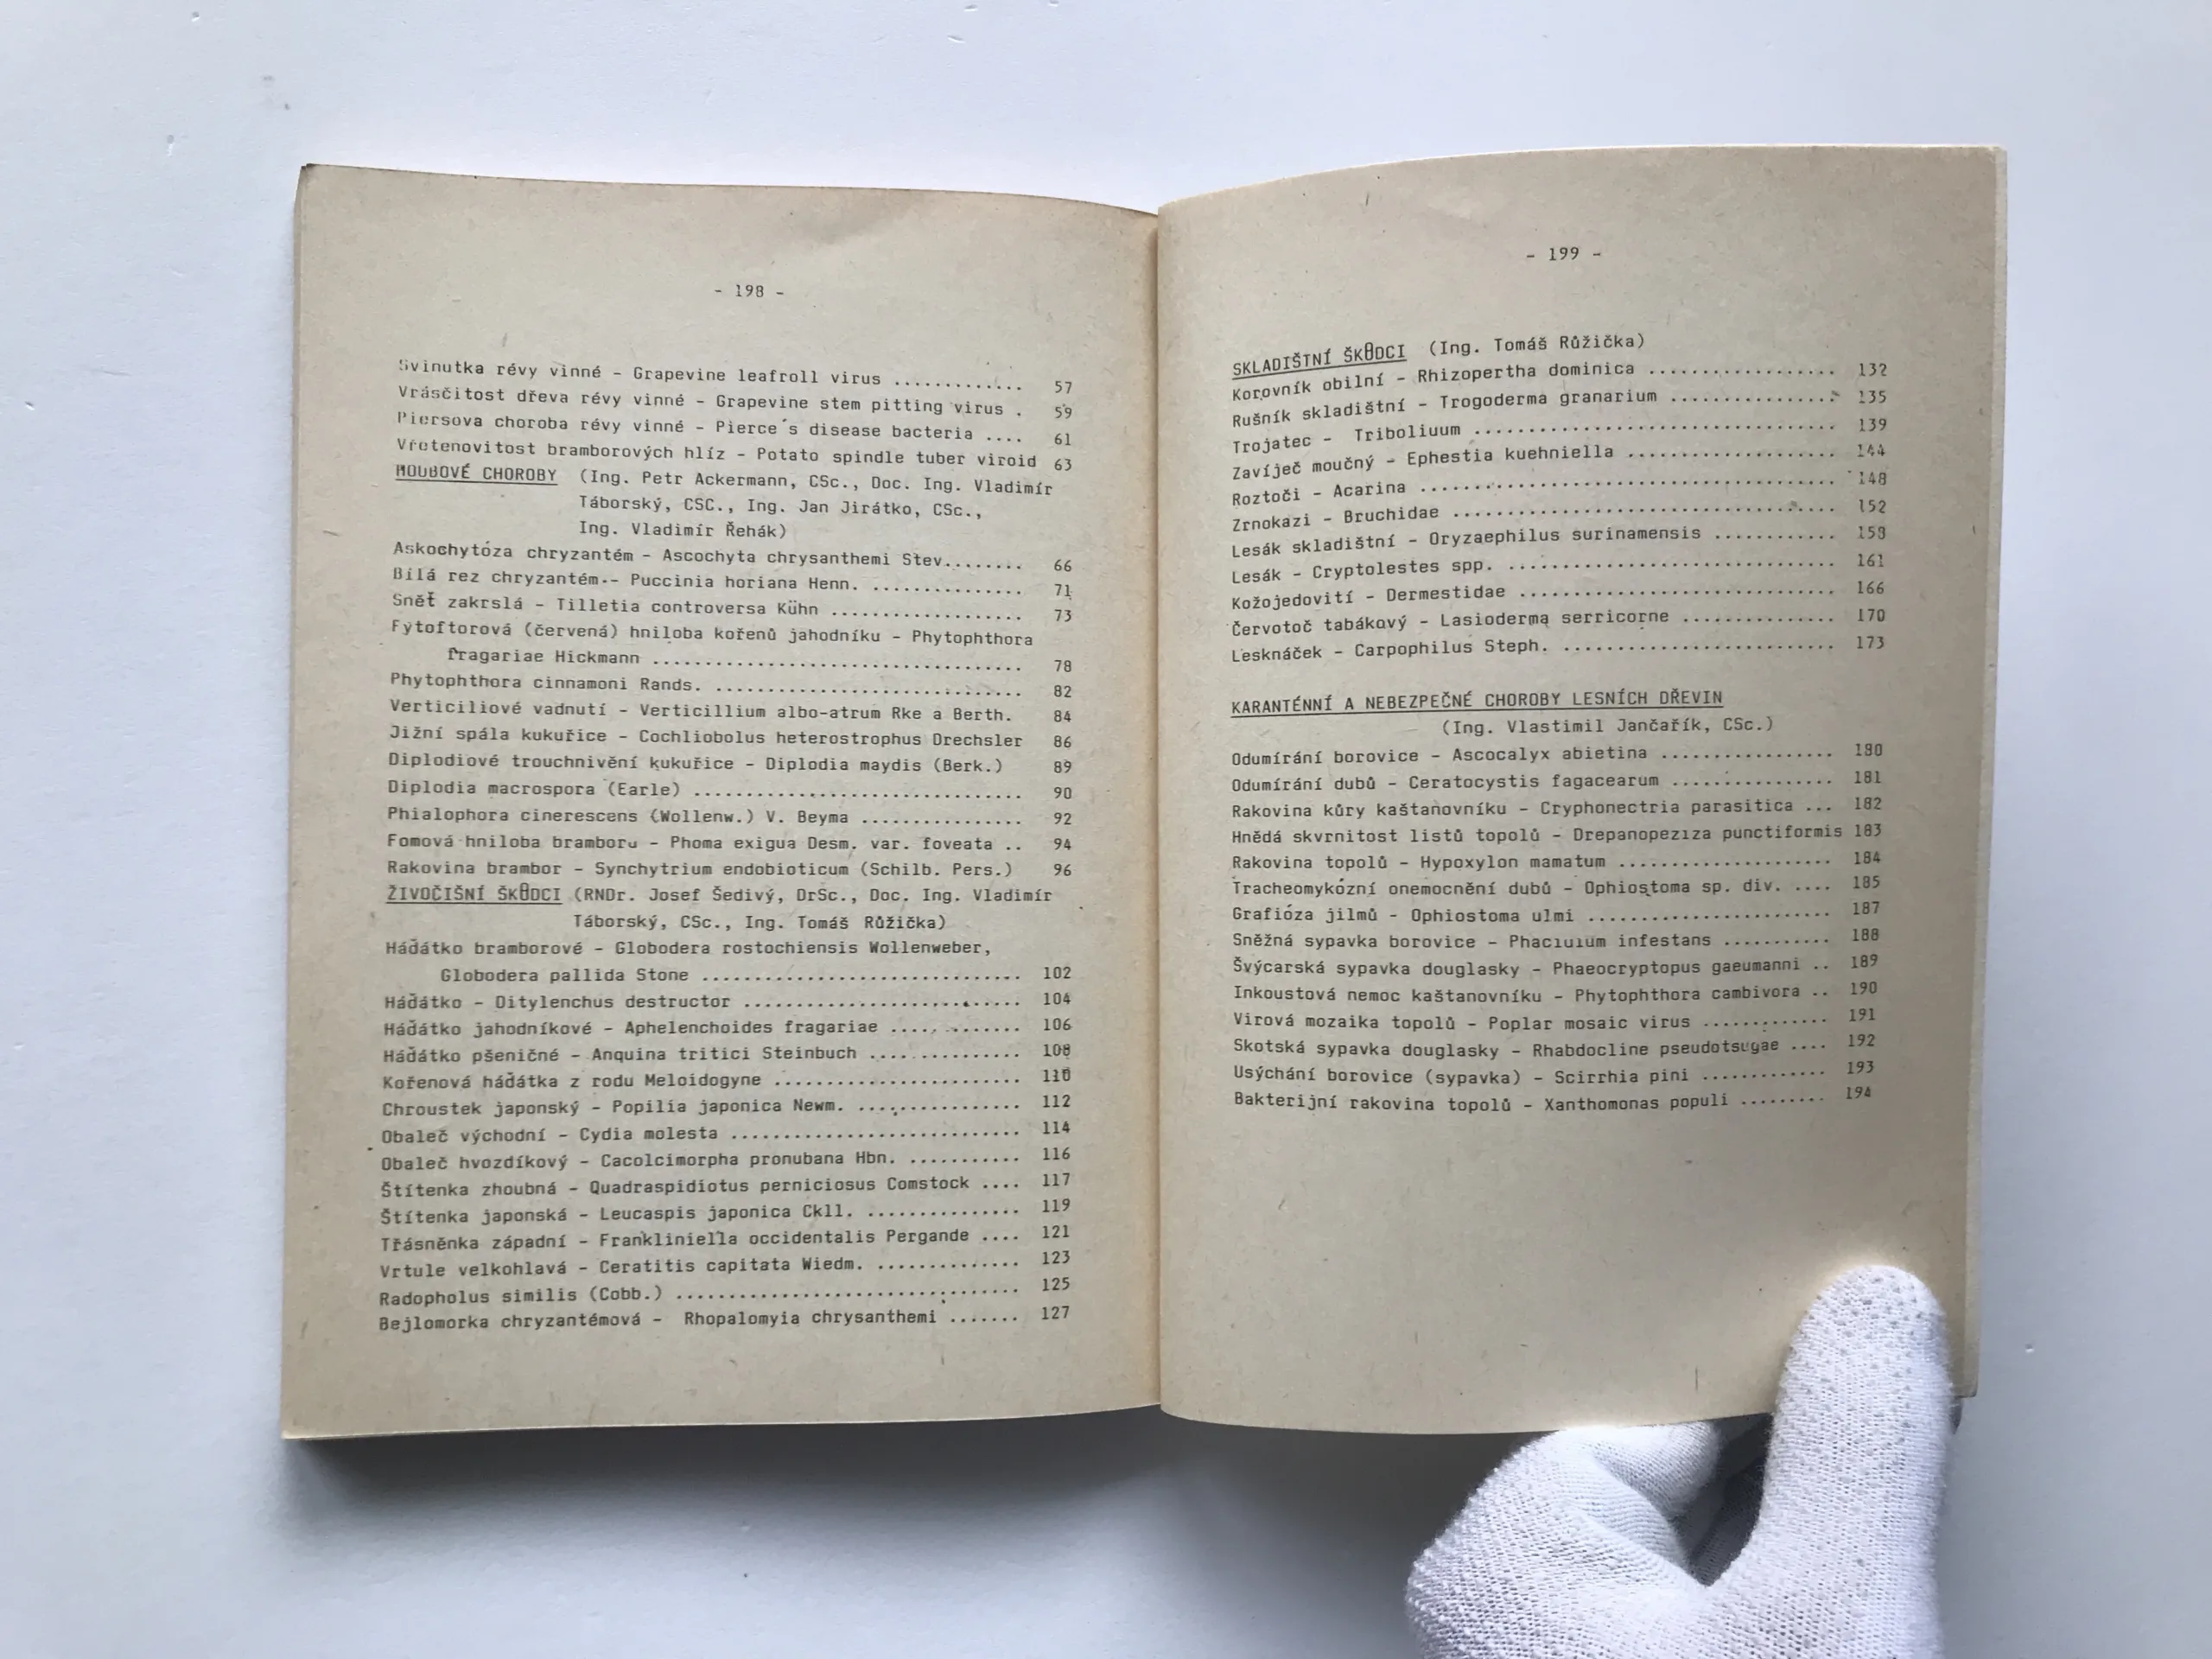 - 198 -
Svinutka révy vinné - Grapevine leafroll virus ............. 57
Vrásčitost dřeva révy vinné - Grapevine stem pitting virus . 59
Piersova choroba révy vinné - Pierce´s disease bacteria .... 61
Vřetenovitost bramborových hlíz - Potato spindle tuber viroid 63
HOUBOVÉ CHOROBY (Ing. Petr Ackermann, CSc., Doc. Ing. Vladimír
Táborský, CSC., Ing. Jan Jirátko, CSc.,
Ing. Vladimír Řehák)
Askochytóza chryzantém - Ascochyta chrysanthemi Stev........ 66
Bílá rez chryzantém.- Puccinia horiana Henn. ............... 71
Sněť zakrslá - Tilletia controversa Kühn .................. 73
Fytoftorová (červená) hniloba kořenů jahodníku - Phytophthora
fragariae Hickmann ................................... 78
Phytophthora cinnamoni Rands. ............................. 82
Verticiliové vadnutí - Verticillium albo-atrum Rke a Berth. 84
Jižní spála kukuřice - Cochliobolus heterostrophus Drechsler 86
Diplodiové trouchnivění kukuřice - Diplodia maydis (Berk.) 89
Diplodia macrospora (Earle) ............................... 90
Phialophora cinerescens (Wollenw.) V. Beyma ............... 92
Fomová hniloba bramboru - Phoma exigua Desm. var. foveata .. 94
Rakovina brambor - Synchytrium endobioticum (Schilb. Pers.) 96
ŽIVOČIŠNÍ ŠKŮDCI (RNDr. Josef Šedivý, DrSc., Doc. Ing. Vladimír
Táborský, CSc., Ing. Tomáš Růžička)
Háďátko bramborové - Globodera rostochiensis Wollenweber,
Globodera pallida Stone .............................. 102
Háďátko - Ditylenchus destructor .......................... 104
Háďátko jahodníkové - Aphelenchoides fragariae ............ 106
Háďátko pšeničné - Anquina tritici Steinbuch .............. 108
Kořenová háďátka z rodu Meloidogyne ....................... 110
Chroustek japonský - Popilia japonica Newm. ............... 112
Obaleč východní - Cydia molesta ........................... 114
Obaleč hvozdíkový - Cacolcimorpha pronubana Hbn. ........... 116
Štítenka zhoubná - Quadraspidiotus perniciosus Comstock .... 117
Štítenka japonská - Leucaspis japonica Ckll. ............... 119
Třásněnka západní - Frankliniella occidentalis Pergande .... 121
Vrtule velkohlavá - Ceratitis capitata Wiedm. .............. 123
Radopholus similis (Cobb.) ................................ 125
Bejlomorka chryzantémová - Rhopalomyia chrysanthemi ....... 127
- 199 -
SKLADIŠTNÍ ŠKŮDCI (Ing. Tomáš Růžička)
Korovník obilní - Rhizopertha dominica .................. 132
Rušník skladištní - Trogoderma granarium ................ 135
Trojatec - Triboliuum .................................. 139
Zavíječ moučný - Ephestia kuehniella .................... 144
Roztoči - Acarina ....................................... 148
Zrnokazi - Bruchidae .................................... 152
Lesák skladištní - Oryzaephilus surinamensis ............ 159
Lesák - Cryptolestes spp. ............................... 161
Kožojedovití - Dermestidae .............................. 166
Červotoč tabákový - Lasioderma serricorne ............... 170
Lesknáček - Carpophilus Steph. .......................... 173
KARANTÉNNÍ A NEBEZPEČNÉ CHOROBY LESNÍCH DŘEVIN
(Ing. Vlastimil Jančařík, CSc.)
Odumírání borovice - Ascocalyx abietina ................. 180
Odumírání dubů - Ceratocystis fagacearum ................ 181
Rakovina kůry kaštanovníku - Cryphonectria parasitica ... 182
Hnědá skvrnitost listů topolů - Drepanopeziza punctiformis 183
Rakovina topolů - Hypoxylon mamatum ..................... 184
Tracheomykózní onemocnění dubů - Ophiostoma sp. div. .... 185
Grafióza jilmů - Ophiostoma ulmi ........................ 187
Sněžná sypavka borovice - Phacidium infestans ........... 188
Švýcarská sypavka douglasky - Phaeocryptopus gaeumanni .. 189
Inkoustová nemoc kaštanovníku - Phytophthora cambivora .. 190
Virová mozaika topolů - Poplar mosaic virus ............. 191
Skotská sypavka douglasky - Rhabdocline pseudotsugae .... 192
Usýchání borovice (sypavka) - Scirrhia pini ............. 193
Bakterijní rakovina topolů - Xanthomonas populi ......... 194